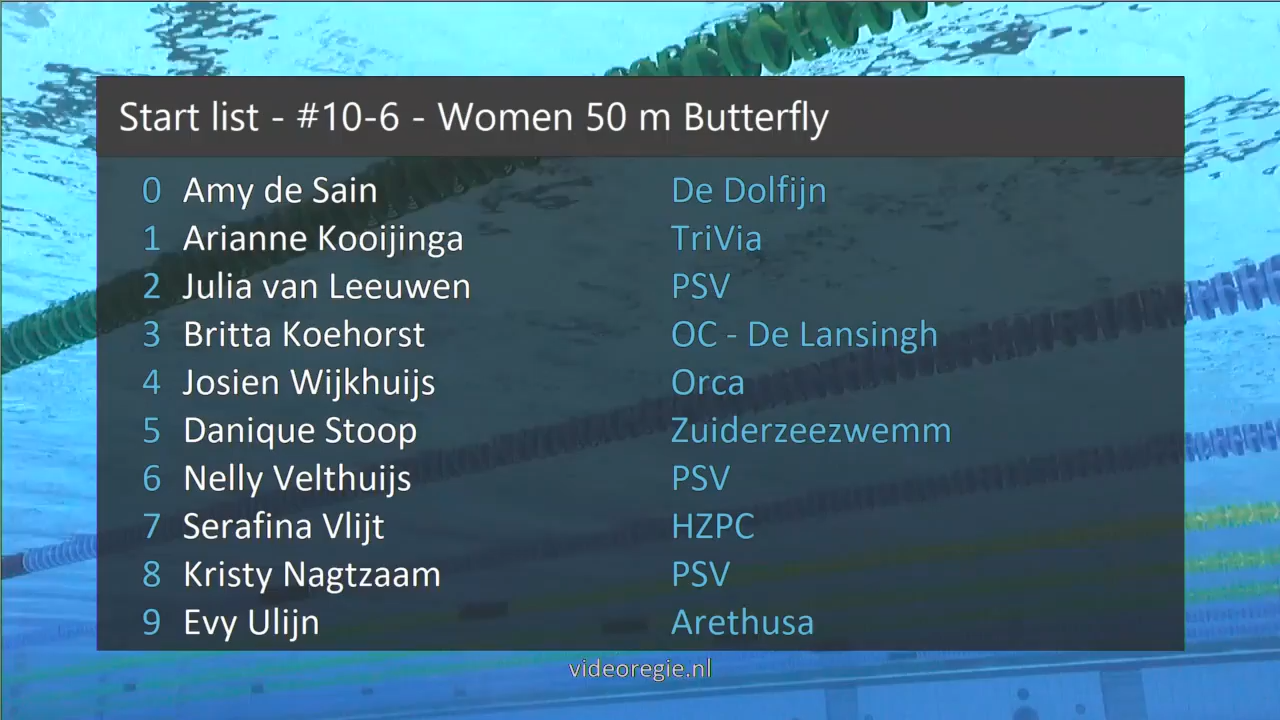 Start list - #10-6 - Women 50 m Butterfly
0 Amy de Sain De Dolfijn
1 Arianne Kooijinga TriVia
2 Julia van Leeuwen PSV
3 Britta Koehorst OC - De Lansingh
4 Josien Wijkhuijs Orca
5 Danique Stoop Zuiderzeezwemm
6 Nelly Velthuijs PSV
7 Serafina Vlijt HZPC
8 Kristy Nagtzaam PSV
9 Evy Ulijn Arethusa
videoregie.nl